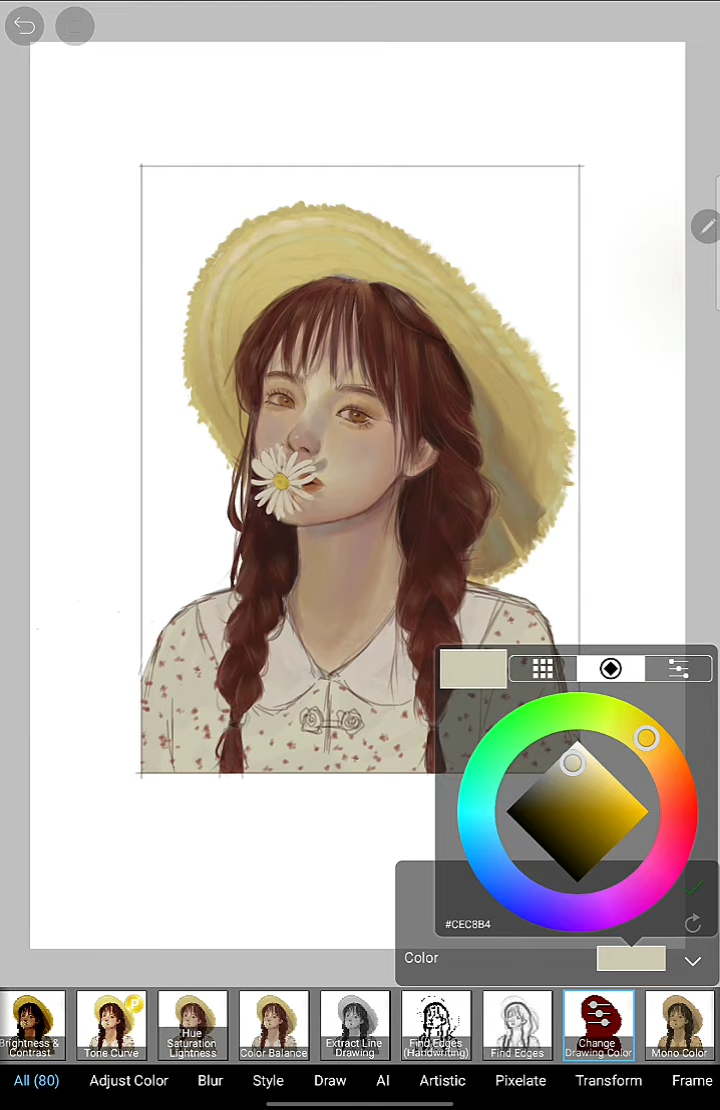 #CEC8B4
Color
P
Brightness &
Contrast
Tone Curve
Hue
Saturation
Lightness
Color Balance
Extract Line
Drawing
Find Edges
(Handwriting)
Find Edges
Change
Drawing Color
Mono Color
All (80)
Adjust Color
Blur
Style
Draw
AI
Artistic
Pixelate
Transform
Frame